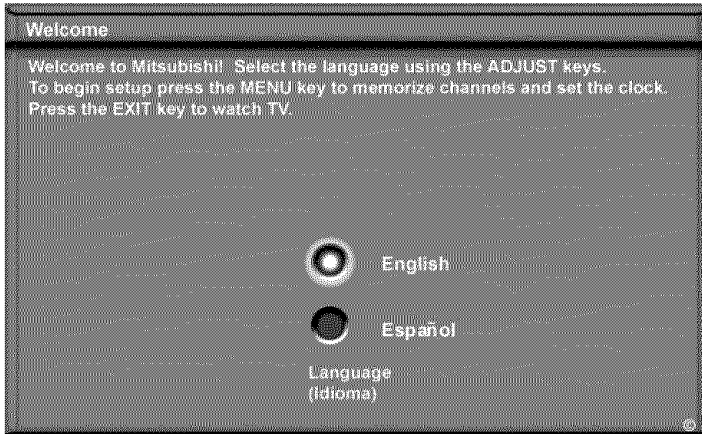 Welcome
Welcome to Mitsubishi! Select the language using the ADJUST keys.
To begin setup press the MENU key to memorize channels and set the clock.
Press the EXIT key to watch TV.
English
Español
Language
(Idioma)
©